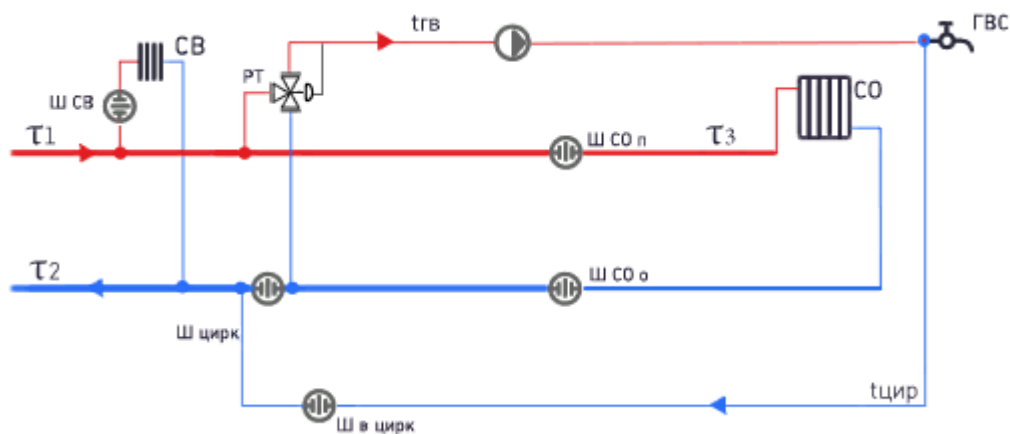 tгв
ГВС
СВ
РТ
Ш СВ
СО
τ1
Ш СО п
τ3
τ2
Ш СО о
Ш цирк
tцир
Ш в цирк